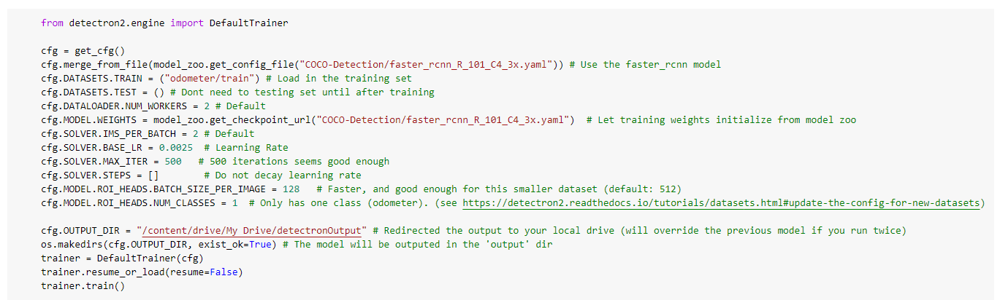 from detectron2.engine import DefaultTrainer
cfg = get_cfg()
cfg.merge_from_file(model_zoo.get_config_file("COCO-Detection/faster_rcnn_R_101_C4_3x.yaml")) # Use the faster_rcnn model
cfg.DATASETS.TRAIN = ("odometer/train") # Load in the training set
cfg.DATASETS.TEST = () # Dont need to testing set until after training
cfg.DATALOADER.NUM_WORKERS = 2 # Default
cfg.MODEL.WEIGHTS = model_zoo.get_checkpoint_url("COCO-Detection/faster_rcnn_R_101_C4_3x.yaml")  # Let training weights initialize from model zoo
cfg.SOLVER.IMS_PER_BATCH = 2 # Default
cfg.SOLVER.BASE_LR = 0.0025  # Learning Rate
cfg.SOLVER.MAX_ITER = 500   # 500 iterations seems good enough
cfg.SOLVER.STEPS = []        # Do not decay learning rate
cfg.MODEL.ROI_HEADS.BATCH_SIZE_PER_IMAGE = 128   # Faster, and good enough for this smaller dataset (default: 512)
cfg.MODEL.ROI_HEADS.NUM_CLASSES = 1  # Only has one class (odometer). (see https://detectron2.readthedocs.io/tutorials/datasets.html#update-the-config-for-new-datasets)
cfg.OUTPUT_DIR = "/content/drive/My Drive/detectronOutput" # Redirected the output to your local drive (will override the previous model if you run twice)
os.makedirs(cfg.OUTPUT_DIR, exist_ok=True) # The model will be outputed in the 'output' dir
trainer = DefaultTrainer(cfg)
trainer.resume_or_load(resume=False)
trainer.train()